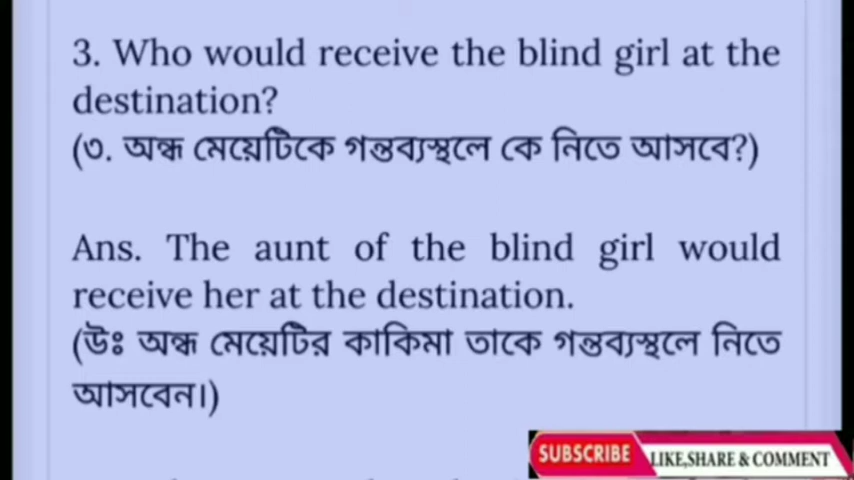 3. Who would receive the blind girl at the
destination?
(৩. অন্ধ মেয়েটিকে গন্তব্যস্থলে কে নিতে আসবে?)
Ans. The aunt of the blind girl would
receive her at the destination.
(উঃ অন্ধ মেয়েটির কাকিমা তাকে গন্তব্যস্থলে নিতে
আসবেন।)
SUBSCRIBE LIKE,SHARE & COMMENT